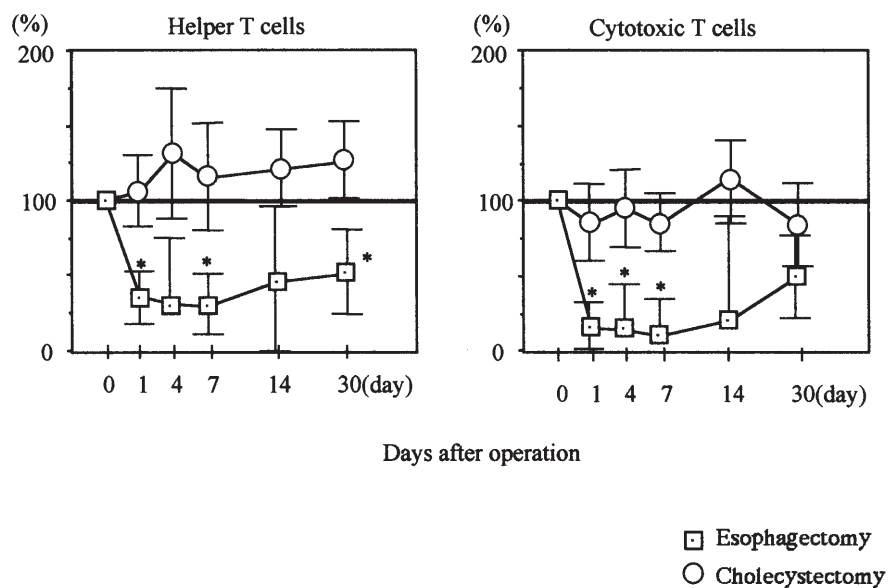 (%) Helper T cells
200
100
0
* * *
0 1 4 7 14 30(day)
(%) Cytotoxic T cells
200
100
0
* * *
0 1 4 7 14 30(day)
Days after operation
Esophagectomy
Cholecystectomy